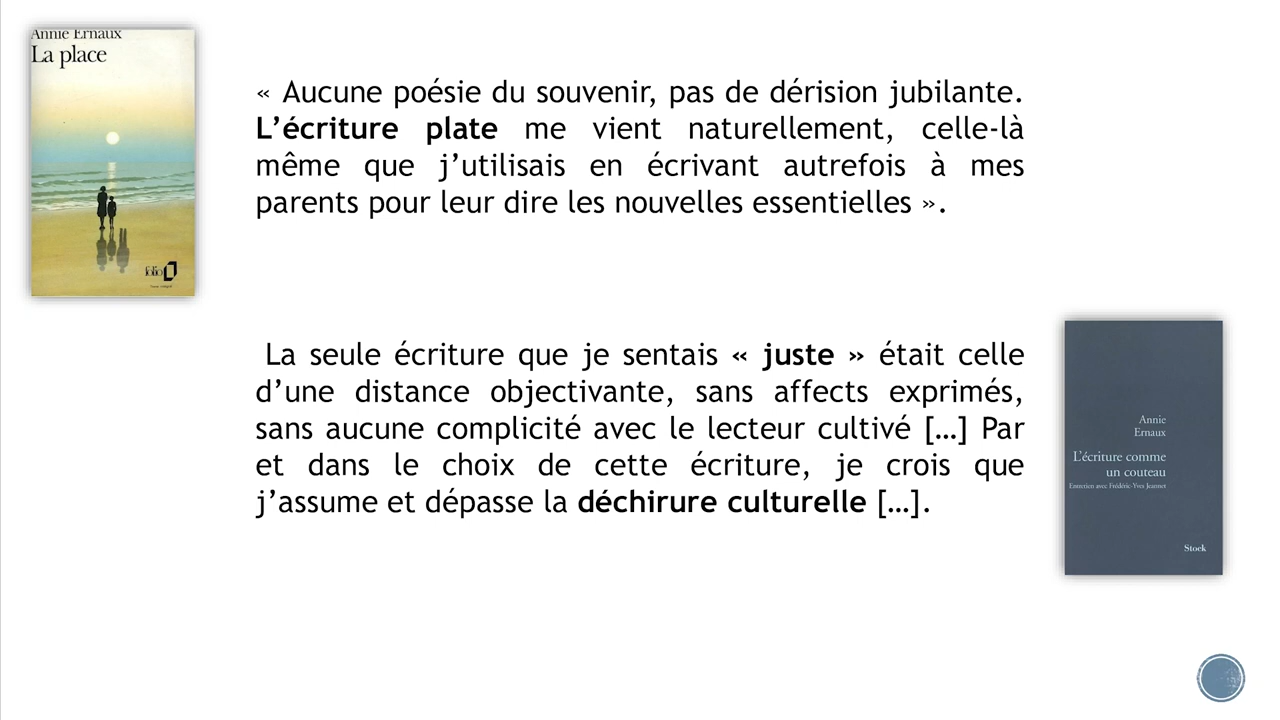 Annie Ernaux
La place
folio
« Aucune poésie du souvenir, pas de dérision jubilante.
L’écriture plate me vient naturellement, celle-là
même que j’utilisais en écrivant autrefois à mes
parents pour leur dire les nouvelles essentielles ».
La seule écriture que je sentais « juste » était celle
d’une distance objectivante, sans affects exprimés,
sans aucune complicité avec le lecteur cultivé […] Par
et dans le choix de cette écriture, je crois que
j’assume et dépasse la déchirure culturelle […].
Annie
Ernaux
L’écriture comme
un couteau
Entretien avec Frédéric-Yves Jeannet
Stock